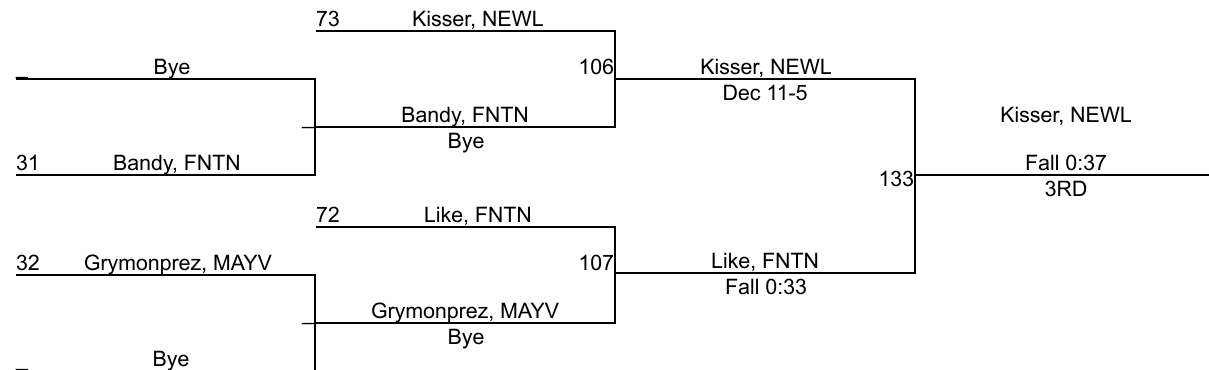 73 Kisser, NEWL
_ Bye
106 Kisser, NEWL
Dec 11-5
_ Bandy, FNTN
Bye
Kisser, NEWL
31 Bandy, FNTN
Fall 0:37
133
3RD
72 Like, FNTN
32 Grymonprez, MAYV
107 Like, FNTN
Fall 0:33
_ Grymonprez, MAYV
Bye
_ Bye